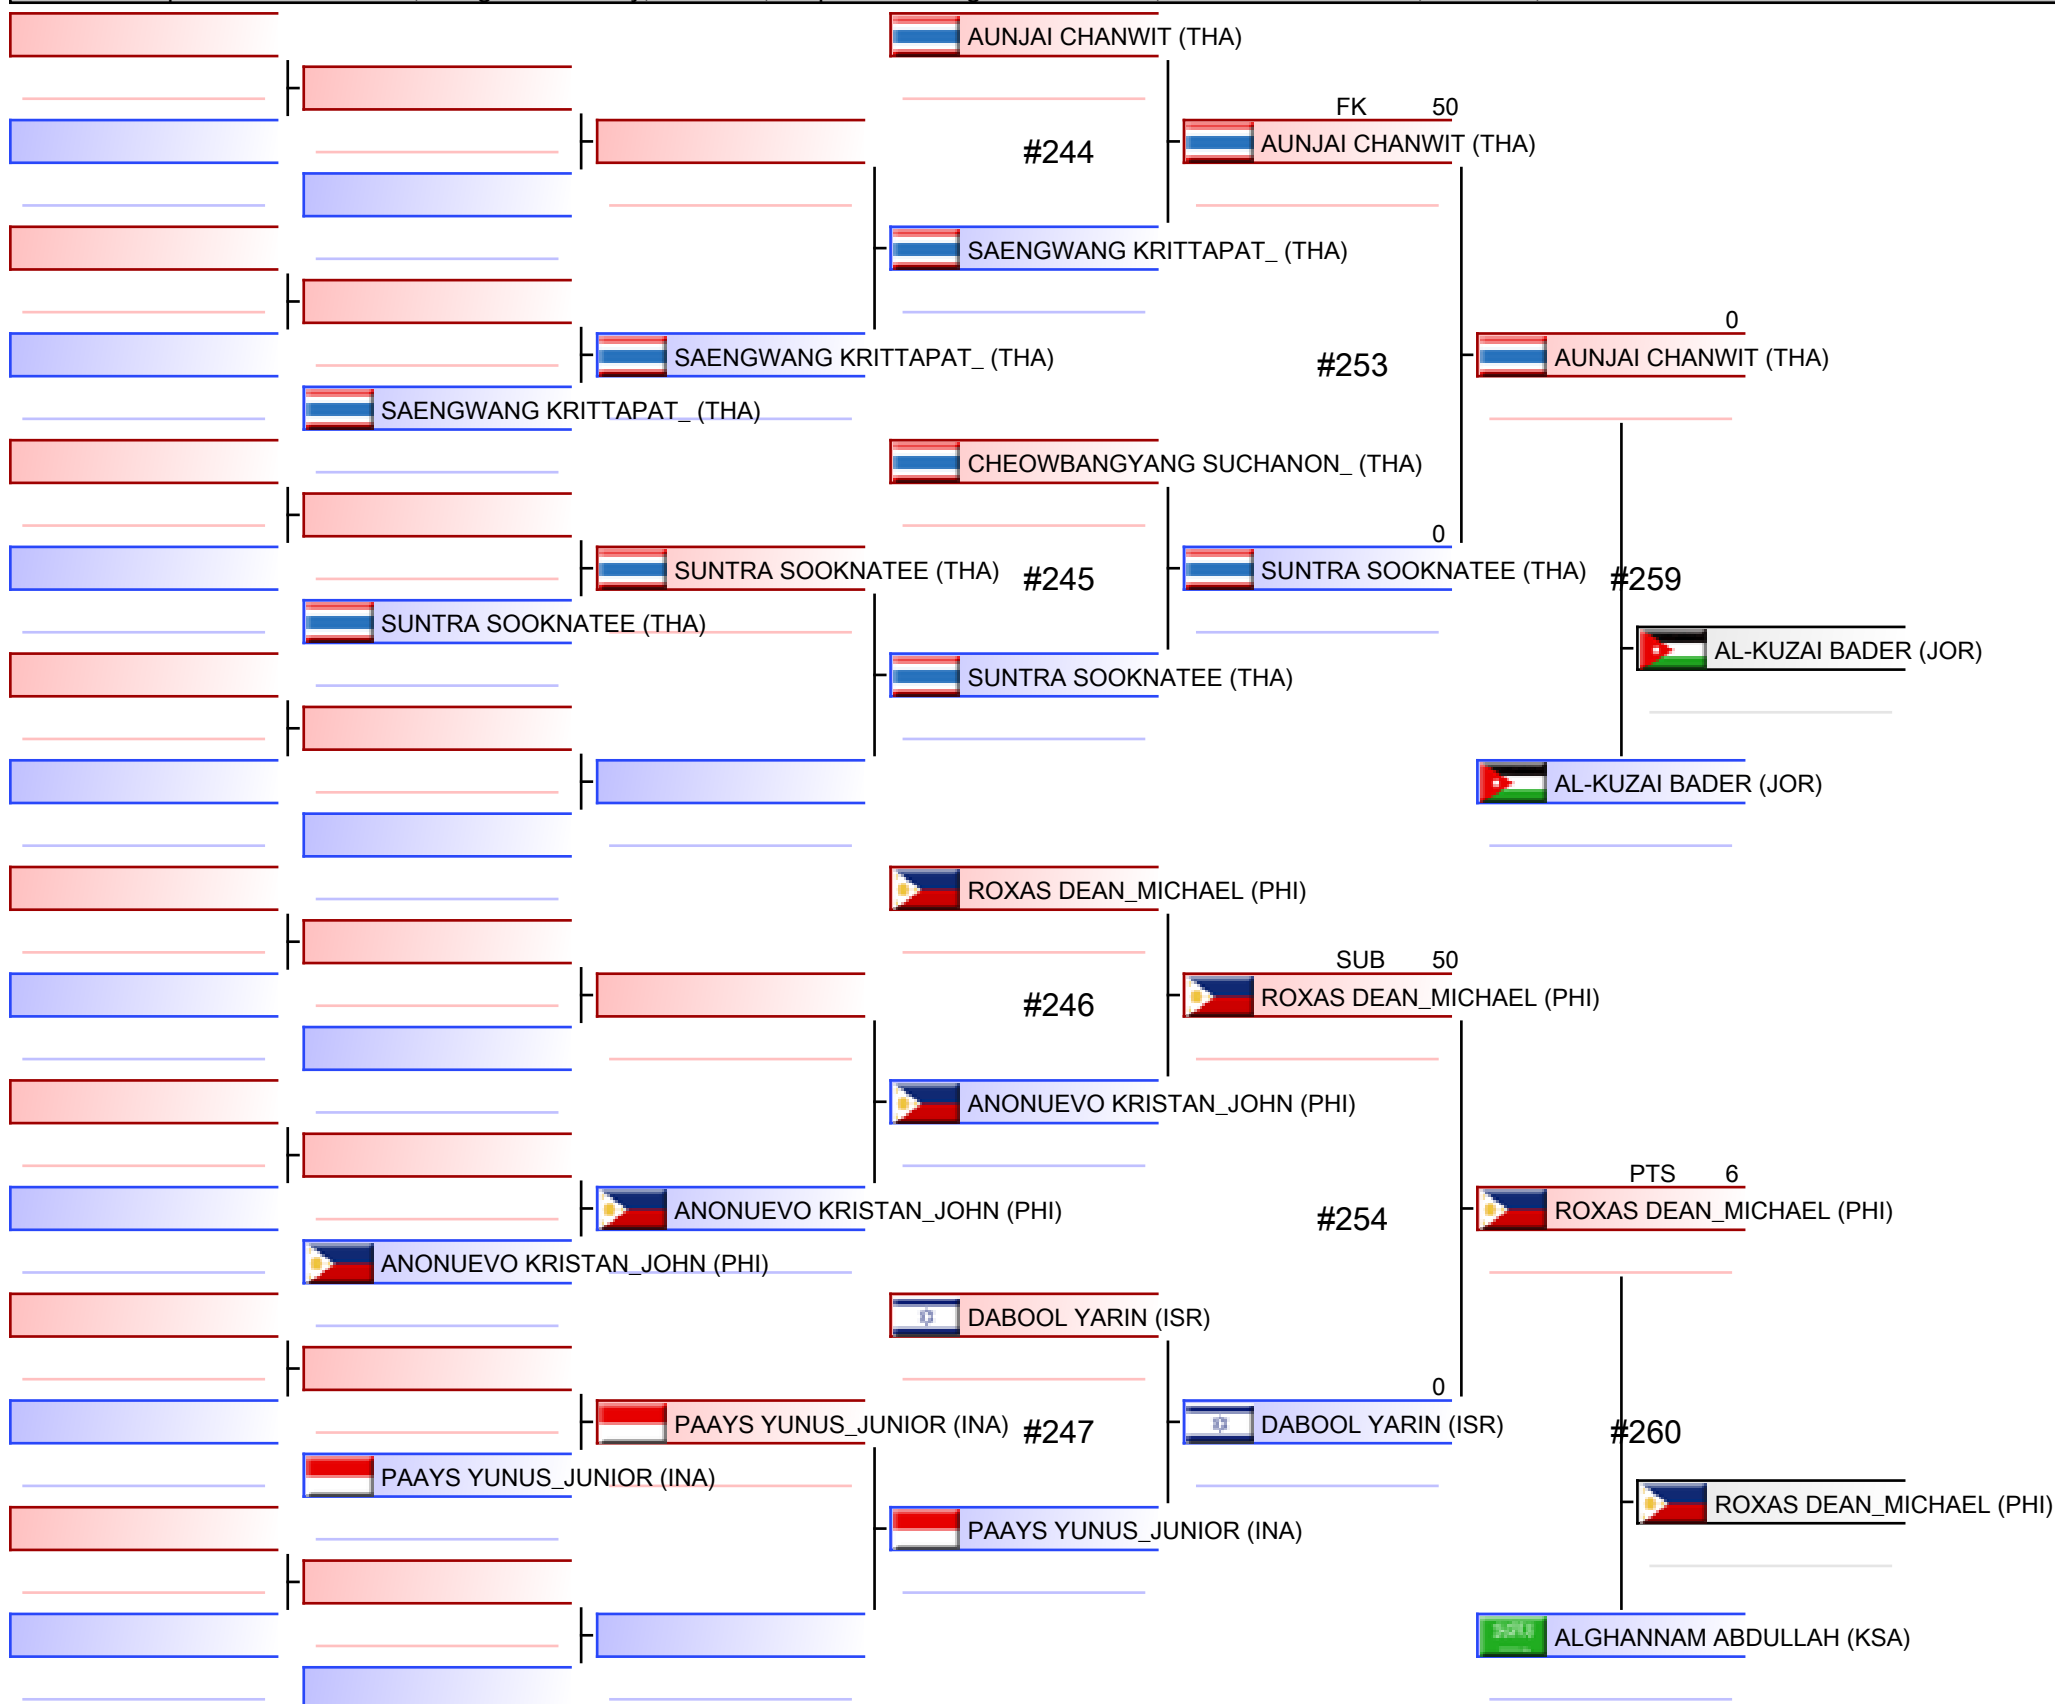 AUNJAI CHANWIT (THA)
FK 50
#244
AUNJAI CHANWIT (THA)
SAENGWANG KRITTAPAT_ (THA)
0
SAENGWANG KRITTAPAT_ (THA)
#253
AUNJAI CHANWIT (THA)
SAENGWANG KRITTAPAT_ (THA)
CHEOWBANGYANG SUCHANON_ (THA)
0
SUNTRA SOOKNATEE (THA)
#245
SUNTRA SOOKNATEE (THA)
#259
SUNTRA SOOKNATEE (THA)
AL-KUZAI BADER (JOR)
SUNTRA SOOKNATEE (THA)
AL-KUZAI BADER (JOR)
ROXAS DEAN_MICHAEL (PHI)
SUB 50
#246
ROXAS DEAN_MICHAEL (PHI)
ANONUEVO KRISTAN_JOHN (PHI)
PTS 6
ANONUEVO KRISTAN_JOHN (PHI)
#254
ROXAS DEAN_MICHAEL (PHI)
ANONUEVO KRISTAN_JOHN (PHI)
DABOOL YARIN (ISR)
0
PAAYS YUNUS_JUNIOR (INA)
#247
DABOOL YARIN (ISR)
#260
PAAYS YUNUS_JUNIOR (INA)
ROXAS DEAN_MICHAEL (PHI)
PAAYS YUNUS_JUNIOR (INA)
ALGHANNAM ABDULLAH (KSA)